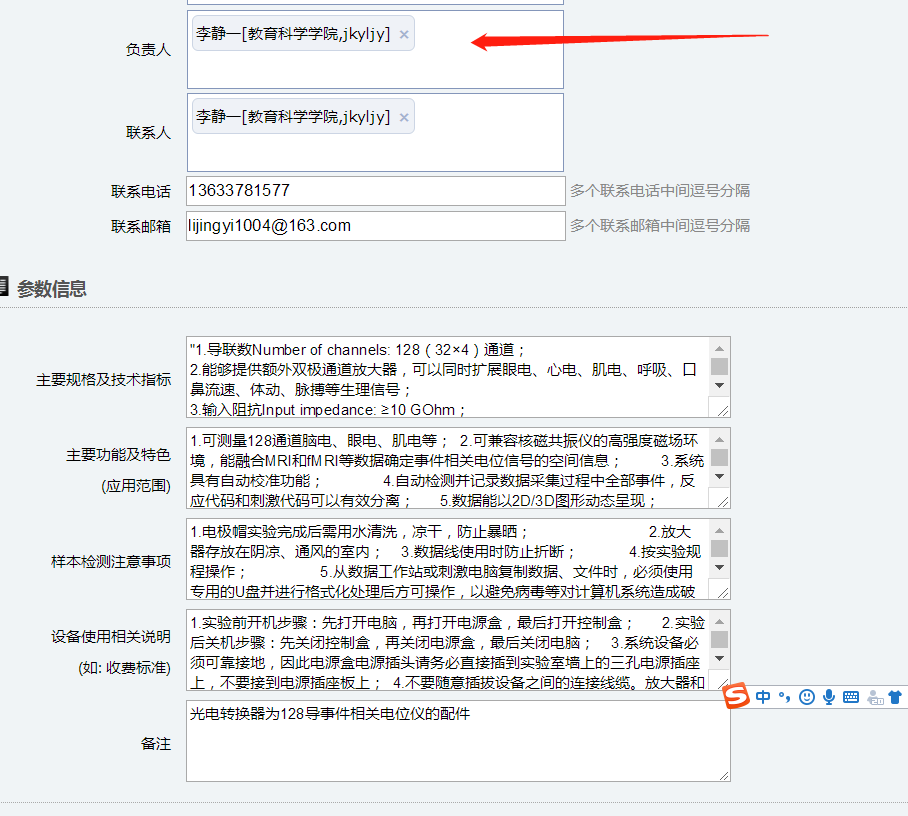 负责人
李静一[教育科学学院,jkyljy] ×
联系人
李静一[教育科学学院,jkyljy] ×
联系电话
13633781577
多个联系电话中间逗号分隔
联系邮箱
lijingyi1004@163.com
多个联系邮箱中间逗号分隔
参数信息
主要规格及技术指标
"1.导联数Number of channels: 128（32×4）通道；
2.能够提供额外双极通道放大器，可以同时扩展眼电、心电、肌电、呼吸、口
鼻流速、体动、脉搏等生理信号；
3.输入阻抗Input impedance: ≥10 GOhm；
主要功能及特色
(应用范围)
1.可测量128通道脑电、眼电、肌电等； 2.可兼容核磁共振仪的高强度磁场环
境，能融合MRI和fMRI等数据确定事件相关电位信号的空间信息； 3.系统
具有自动校准功能； 4.自动检测并记录数据采集过程中全部事件，反
应代码和刺激代码可以有效分离； 5.数据能以2D/3D图形动态呈现；
样本检测注意事项
1.电极帽实验完成后需用水清洗，凉干，防止暴晒； 2.放大
器存放在阴凉、通风的室内； 3.数据线使用时防止折断； 4.按实验规
程操作； 5.从数据工作站或刺激电脑复制数据、文件时，必须使用
专用的U盘并进行格式化处理后方可操作，以避免病毒等对计算机系统造成破
设备使用相关说明
(如: 收费标准)
1.实验前开机步骤：先打开电脑，再打开电源盒，最后打开控制盒； 2.实验
后关机步骤：先关闭控制盒，再关闭电源盒，最后关闭电脑； 3.系统设备必
须可靠接地，因此电源盒电源插头请务必直接插到实验室墙上的三孔电源插座
上，不要接到电源插座板上； 4.不要随意插拔设备之间的连接线缆。放大器和
S 中
备注
光电转换器为128导事件相关电位仪的配件